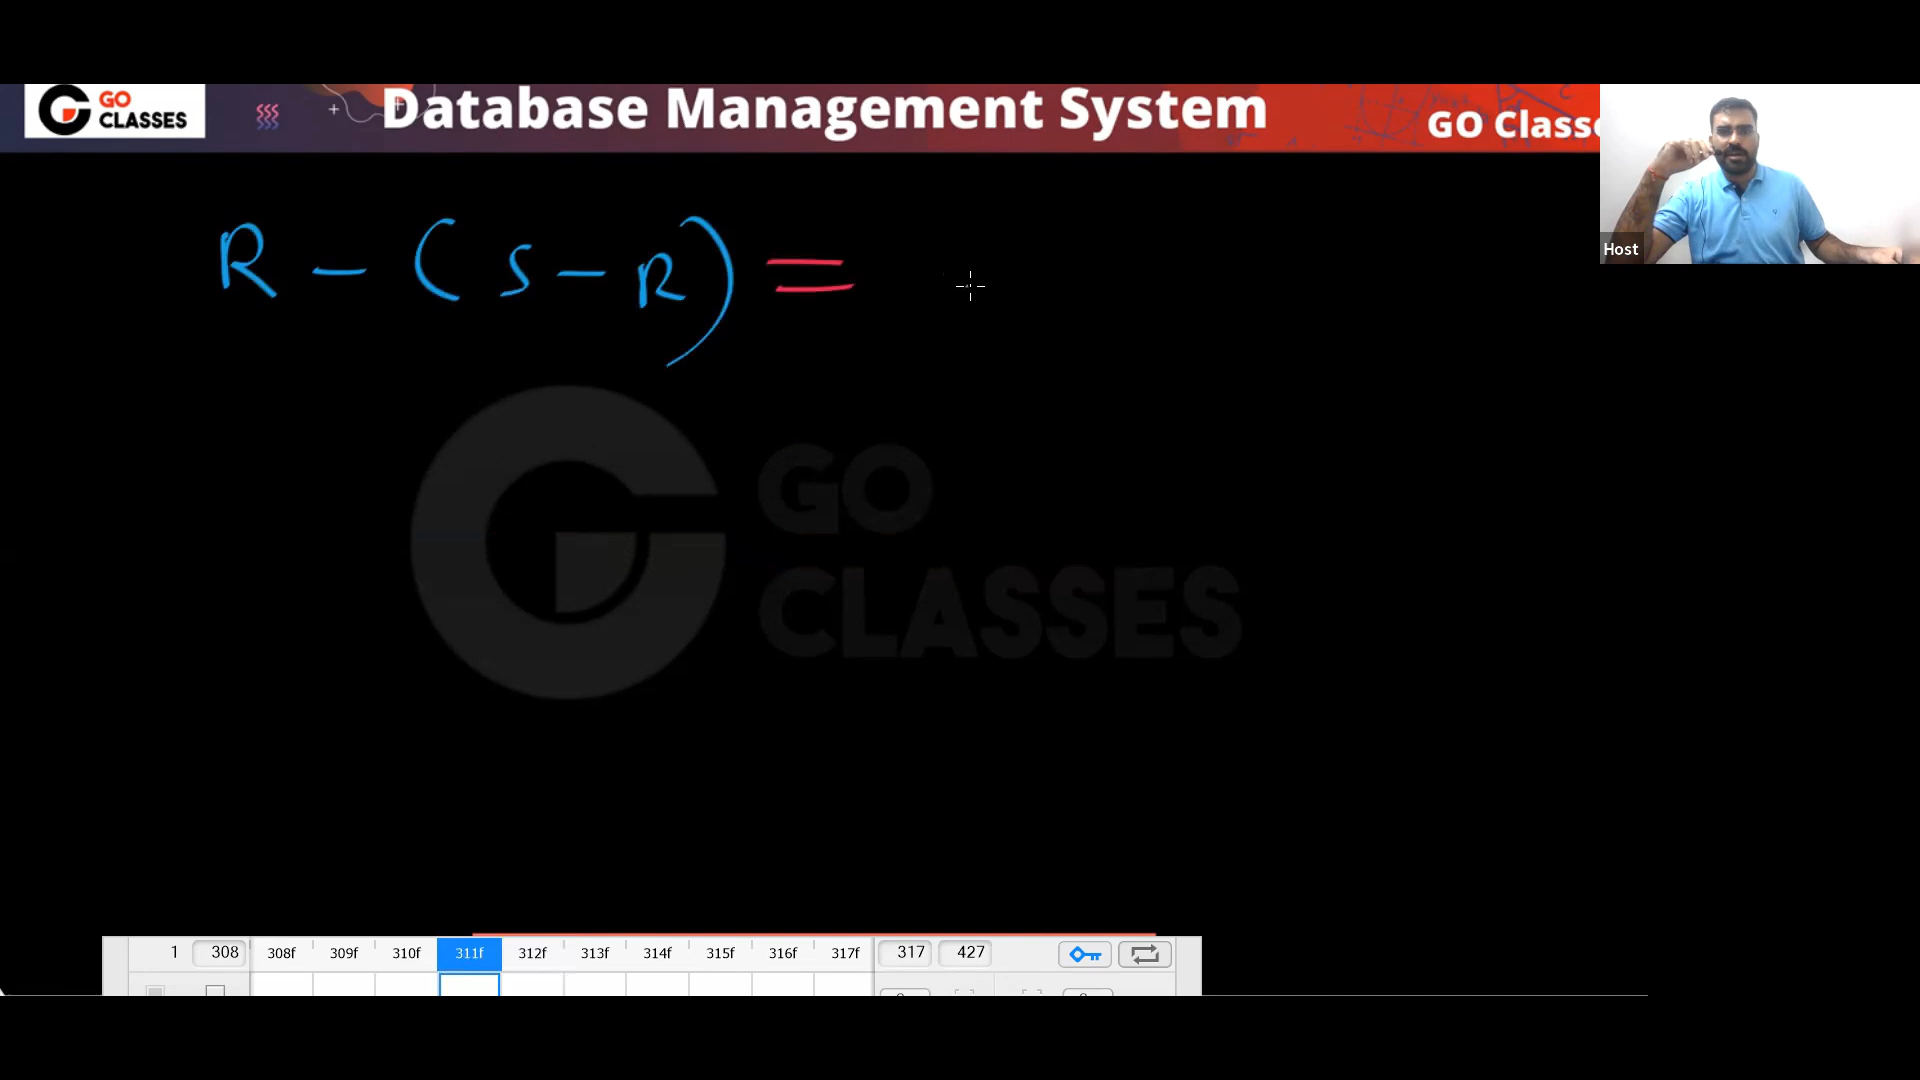 GO
CLASSES
Database Management System
GO Classe
Host
R - ( S - R ) =
GO
CLASSES
1 308 308f 309f 310f 311f 312f 313f 314f 315f 316f 317f 317 427